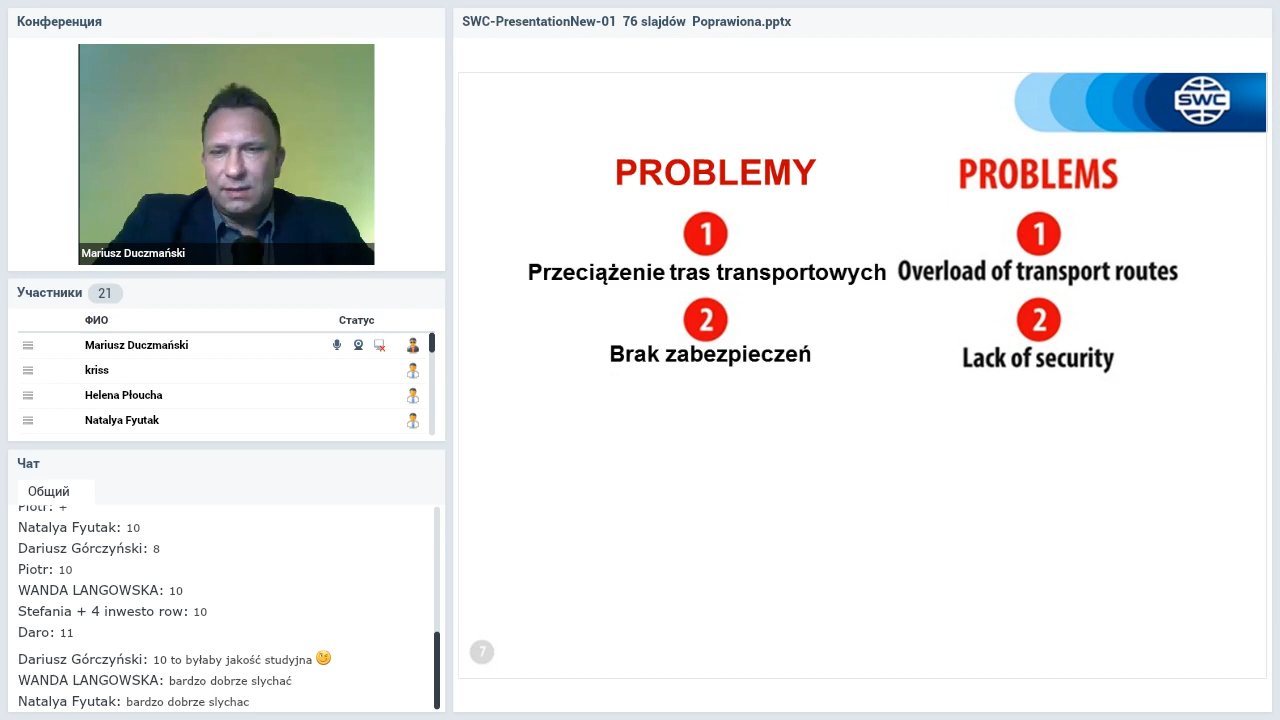 Конференция
Mariusz Duczmański
Участники 21
ФИО Статус
Mariusz Duczmański
kriss
Helena Płoucha
Natalya Fyutak
Чат
Общий
Piotr: +
Natalya Fyutak: 10
Dariusz Górczyński: 8
Piotr: 10
WANDA LANGOWSKA: 10
Stefania + 4 inwesto row: 10
Daro: 11
Dariusz Górczyński: 10 to byłaby jakość studyjna
WANDA LANGOWSKA: bardzo dobrze slychać
Natalya Fyutak: bardzo dobrze slychac
SWC-PresentationNew-01 76 slajdów Poprawiona.pptx
SWC
PROBLEMY
1
Przeciążenie tras transportowych
2
Brak zabezpieczeń
PROBLEMS
1
Overload of transport routes
2
Lack of security
7